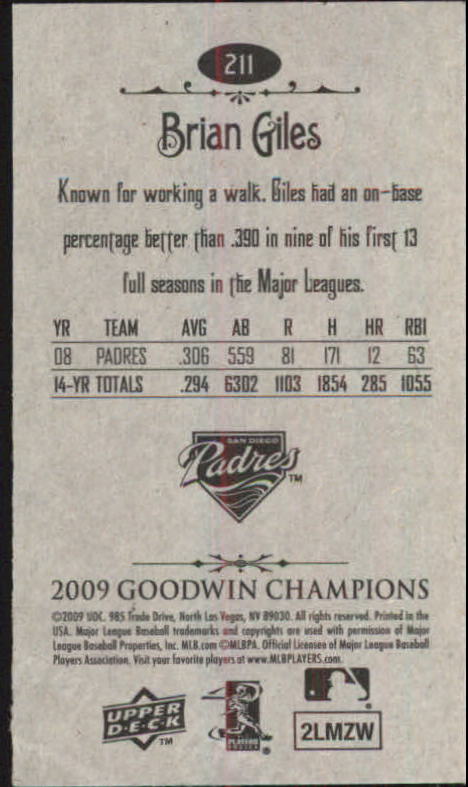 211
Brian Giles
Known for working a walk. Giles had an on-base
percentage better than .390 in nine of his first 13
full seasons in the Major Leagues.
YR TEAM AVG AB R H HR RBI
08 PADRES .306 559 81 171 12 63
14-YR TOTALS .294 6302 1103 1854 285 1055
SAN DIEGO
Padres TM
2009 GOODWIN CHAMPIONS
©2009 UDC. 985 Trade Drive, North Las Vegas, NV 89030. All rights reserved. Printed in the
USA. Major League Baseball trademarks and copyrights are used with permission of Major
League Baseball Properties, Inc. MLB.com ©MLBPA. Official Licensee of Major League Baseball
Players Association. Visit your favorite players at www.MLBPLAYERS.com.
UPPER
D•E•C•K TM
PLAYERS
CHOICE ®
2LMZW